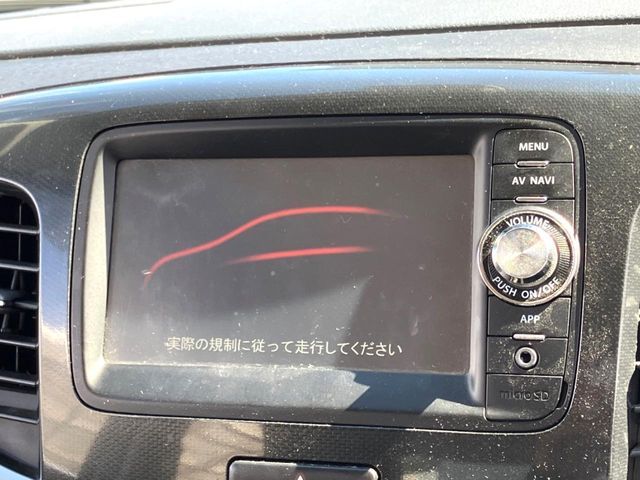 MENU
AV NAVI
VOLUME
PUSH ON/OFF
APP
microSD
実際の規制に従って走行してください